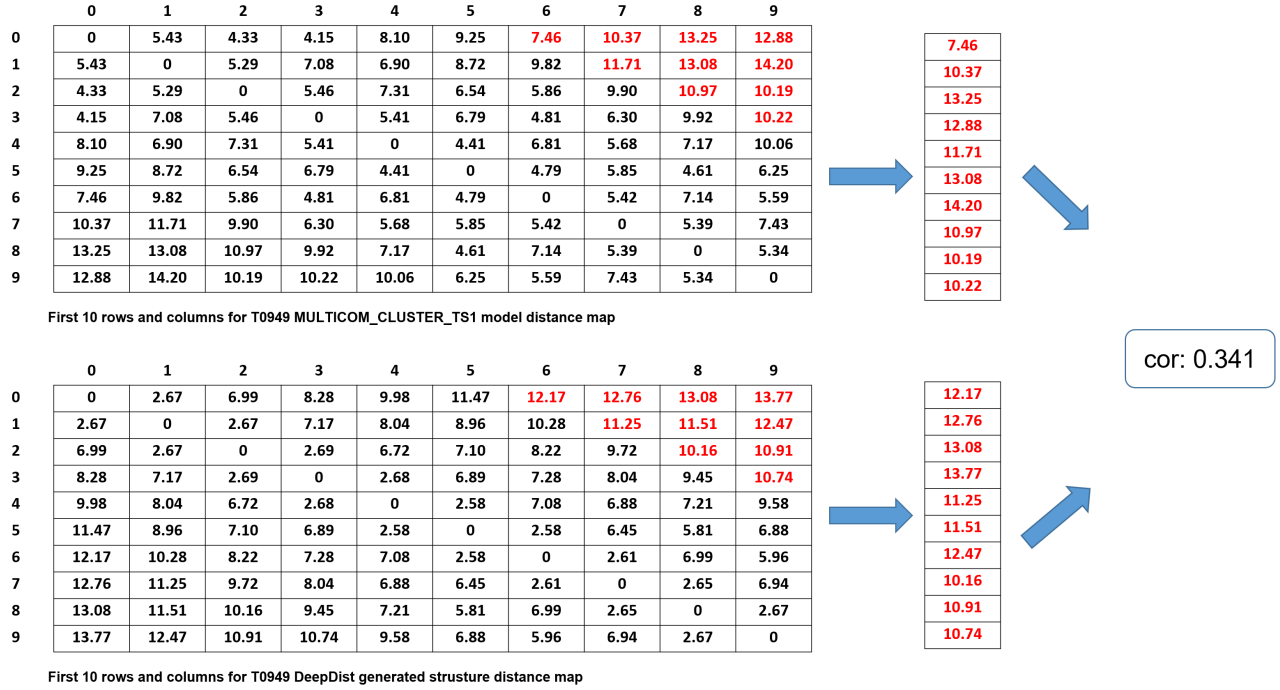 0 1 2 3 4 5 6 7 8 9
0 0 5.43 4.33 4.15 8.10 9.25 7.46 10.37 13.25 12.88
1 5.43 0 5.29 7.08 6.90 8.72 9.82 11.71 13.08 14.20
2 4.33 5.29 0 5.46 7.31 6.54 5.86 9.90 10.97 10.19
3 4.15 7.08 5.46 0 5.41 6.79 4.81 6.30 9.92 10.22
4 8.10 6.90 7.31 5.41 0 4.41 6.81 5.68 7.17 10.06
5 9.25 8.72 6.54 6.79 4.41 0 4.79 5.85 4.61 6.25
6 7.46 9.82 5.86 4.81 6.81 4.79 0 5.42 7.14 5.59
7 10.37 11.71 9.90 6.30 5.68 5.85 5.42 0 5.39 7.43
8 13.25 13.08 10.97 9.92 7.17 4.61 7.14 5.39 0 5.34
9 12.88 14.20 10.19 10.22 10.06 6.25 5.59 7.43 5.34 0
First 10 rows and columns for T0949 MULTICOM_CLUSTER_TS1 model distance map
7.46
10.37
13.25
12.88
11.71
13.08
14.20
10.97
10.19
10.22
0 1 2 3 4 5 6 7 8 9
0 0 2.67 6.99 8.28 9.98 11.47 12.17 12.76 13.08 13.77
1 2.67 0 2.67 7.17 8.04 8.96 10.28 11.25 11.51 12.47
2 6.99 2.67 0 2.69 6.72 7.10 8.22 9.72 10.16 10.91
3 8.28 7.17 2.69 0 2.68 6.89 7.28 8.04 9.45 10.74
4 9.98 8.04 6.72 2.68 0 2.58 7.08 6.88 7.21 9.58
5 11.47 8.96 7.10 6.89 2.58 0 2.58 6.45 5.81 6.88
6 12.17 10.28 8.22 7.28 7.08 2.58 0 2.61 6.99 5.96
7 12.76 11.25 9.72 8.04 6.88 6.45 2.61 0 2.65 6.94
8 13.08 11.51 10.16 9.45 7.21 5.81 6.99 2.65 0 2.67
9 13.77 12.47 10.91 10.74 9.58 6.88 5.96 6.94 2.67 0
First 10 rows and columns for T0949 DeepDist generated strusture distance map
12.17
12.76
13.08
13.77
11.25
11.51
12.47
10.16
10.91
10.74
cor: 0.341